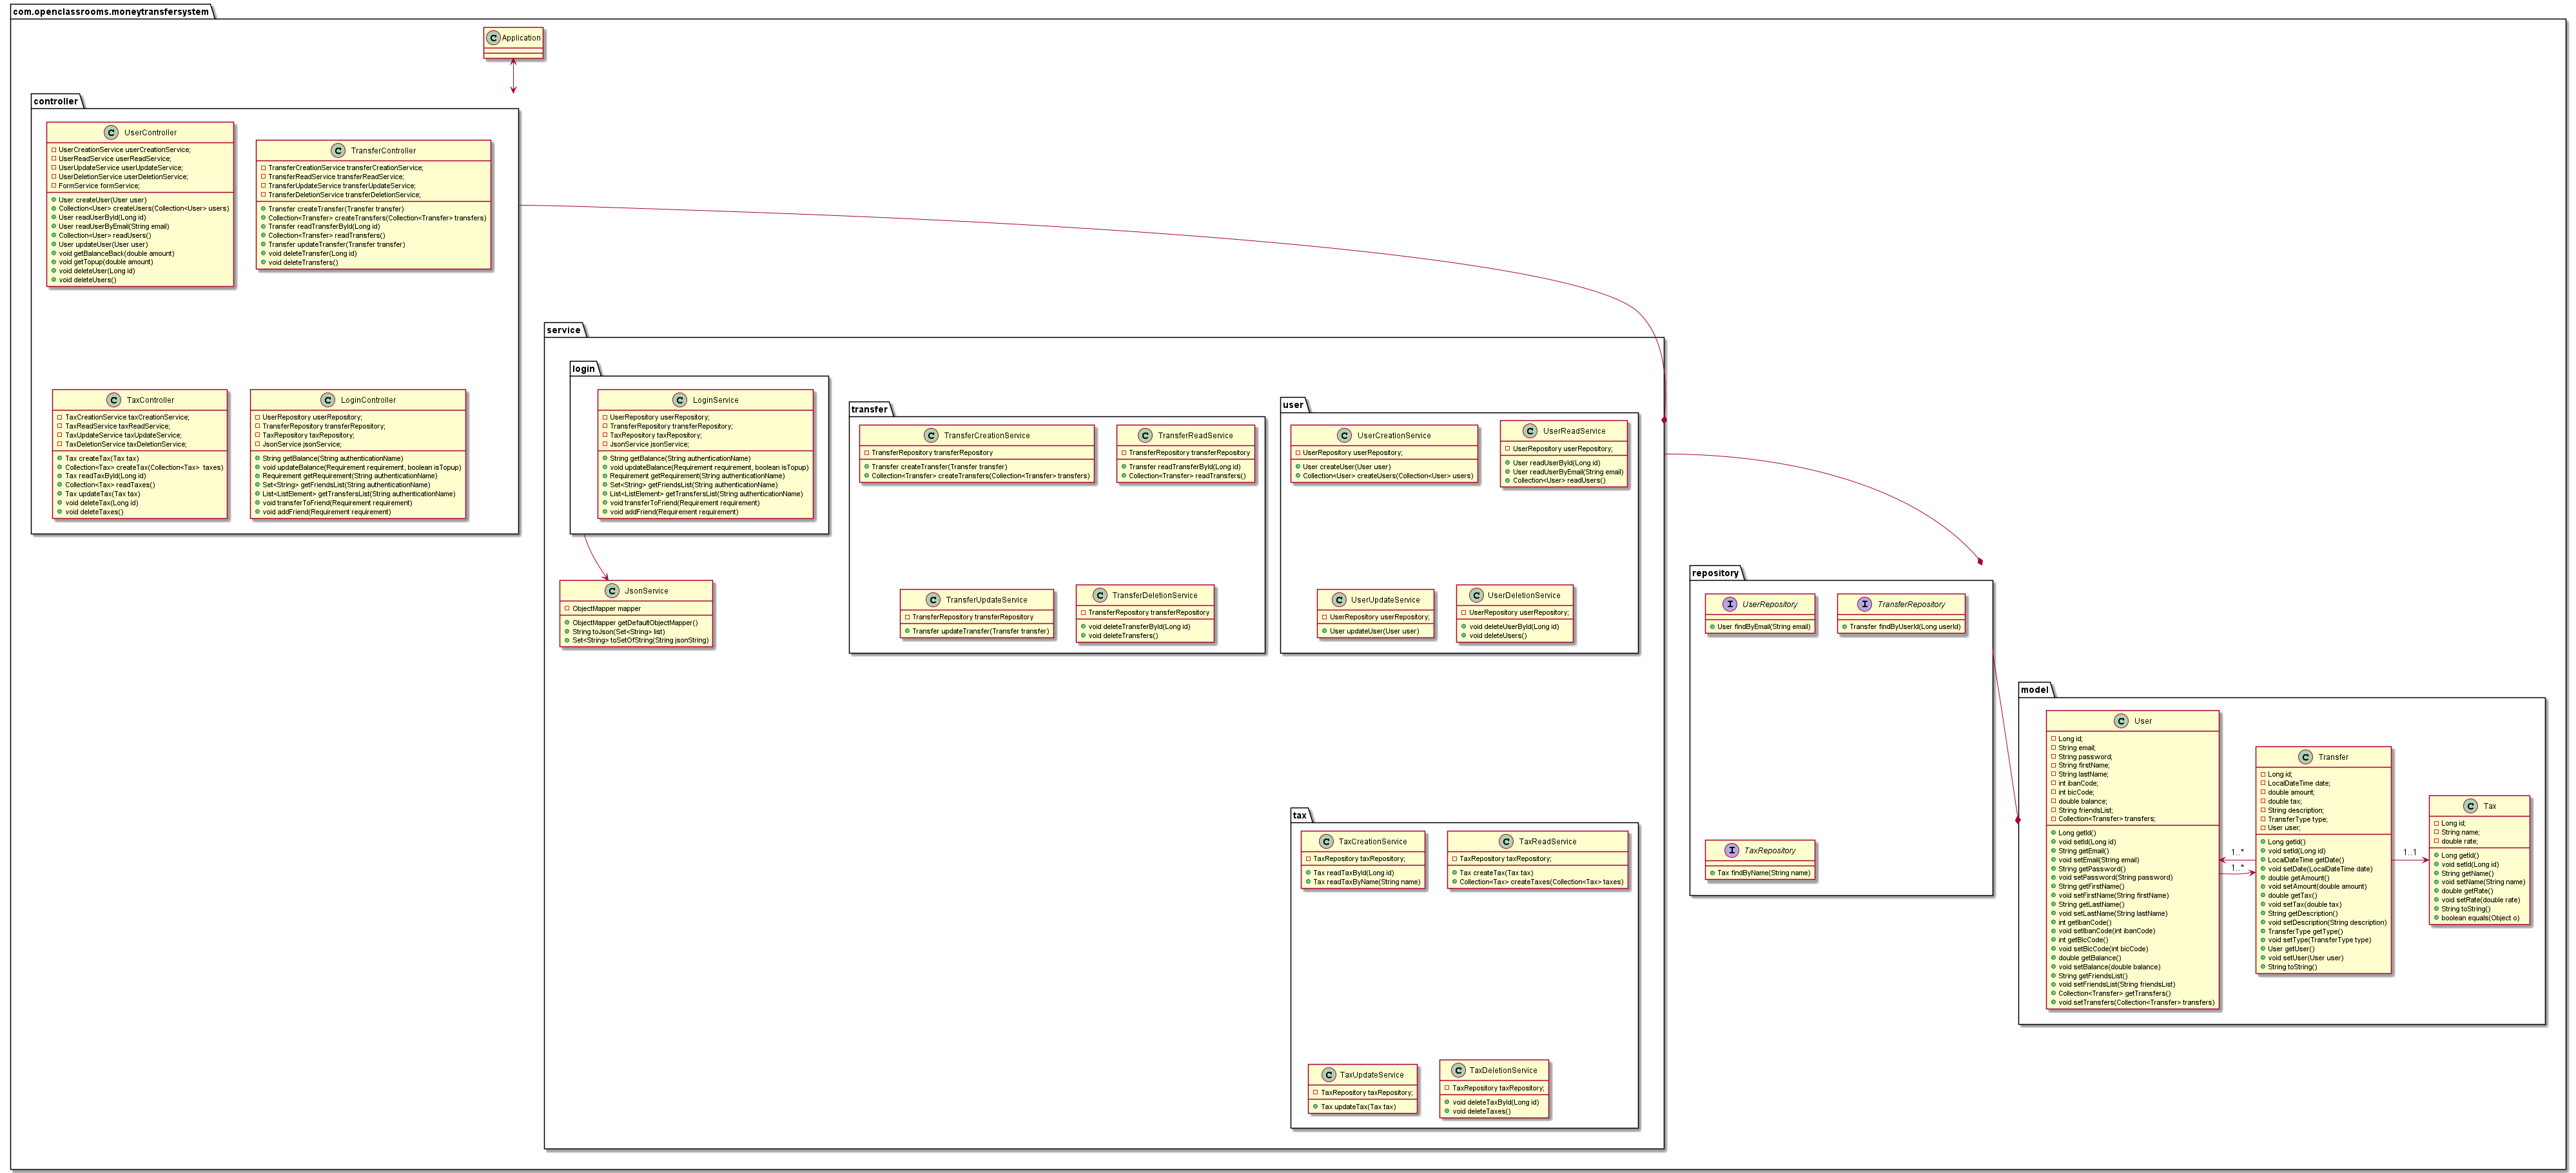 com.openclassrooms.moneytransfersystem
C Application
controller
C UserController
UserCreationService userCreationService;
UserReadService userReadService;
UserUpdateService userUpdateService;
UserDeletionService userDeletionService;
FormService formService;
User createUser(User user)
Collection<User> createUsers(Collection<User> users)
User readUserById(Long id)
User readUserByEmail(String email)
Collection<User> readUsers()
User updateUser(User user)
void getBalanceBack(double amount)
void getTopup(double amount)
void deleteUser(Long id)
void deleteUsers()
C TransferController
TransferCreationService transferCreationService;
TransferReadService transferReadService;
TransferUpdateService transferUpdateService;
TransferDeletionService transferDeletionService;
Transfer createTransfer(Transfer transfer)
Collection<Transfer> createTransfers(Collection<Transfer> transfers)
Transfer readTransferById(Long id)
Collection<Transfer> readTransfers()
Transfer updateTransfer(Transfer transfer)
void deleteTransfer(Long id)
void deleteTransfers()
C TaxController
TaxCreationService taxCreationService;
TaxReadService taxReadService;
TaxUpdateService taxUpdateService;
TaxDeletionService taxDeletionService;
Tax createTax(Tax tax)
Collection<Tax> createTax(Collection<Tax> taxes)
Tax readTaxById(Long id)
Collection<Tax> readTaxes()
Tax updateTax(Tax tax)
void deleteTax(Long id)
void deleteTaxes()
C LoginController
UserRepository userRepository;
TransferRepository transferRepository;
TaxRepository taxRepository;
JsonService jsonService;
String getBalance(String authenticationName)
void updateBalance(Requirement requirement, boolean isTopup)
Requirement getRequirement(String authenticationName)
Set<String> getFriendsList(String authenticationName)
List<ListElement> getTransfersList(String authenticationName)
void transferToFriend(Requirement requirement)
void addFriend(Requirement requirement)
service
login
C LoginService
UserRepository userRepository;
TransferRepository transferRepository;
TaxRepository taxRepository;
JsonService jsonService;
String getBalance(String authenticationName)
void updateBalance(Requirement requirement, boolean isTopup)
Requirement getRequirement(String authenticationName)
Set<String> getFriendsList(String authenticationName)
List<ListElement> getTransfersList(String authenticationName)
void transferToFriend(Requirement requirement)
void addFriend(Requirement requirement)
C JsonService
ObjectMapper mapper
ObjectMapper getDefaultObjectMapper()
String toJson(Set<String> list)
Set<String> toSetOfString(String jsonString)
transfer
C TransferCreationService
TransferRepository transferRepository
Transfer createTransfer(Transfer transfer)
Collection<Transfer> createTransfers(Collection<Transfer> transfers)
C TransferReadService
TransferRepository transferRepository
Transfer readTransferById(Long id)
Collection<Transfer> readTransfers()
C TransferUpdateService
TransferRepository transferRepository
Transfer updateTransfer(Transfer transfer)
C TransferDeletionService
TransferRepository transferRepository
void deleteTransferById(Long id)
void deleteTransfers()
user
C UserCreationService
UserRepository userRepository;
User createUser(User user)
Collection<User> createUsers(Collection<User> users)
C UserReadService
UserRepository userRepository;
User readUserById(Long id)
User readUserByEmail(String email)
Collection<User> readUsers()
C UserUpdateService
UserRepository userRepository;
User updateUser(User user)
C UserDeletionService
UserRepository userRepository;
void deleteUserById(Long id)
void deleteUsers()
tax
C TaxCreationService
TaxRepository taxRepository;
Tax readTaxById(Long id)
Tax readTaxByName(String name)
C TaxReadService
TaxRepository taxRepository;
Tax createTax(Tax tax)
Collection<Tax> createTaxes(Collection<Tax> taxes)
C TaxUpdateService
TaxRepository taxRepository;
Tax updateTax(Tax tax)
C TaxDeletionService
TaxRepository taxRepository;
void deleteTaxById(Long id)
void deleteTaxes()
repository
I UserRepository
User findByEmail(String email)
I TransferRepository
Transfer findByUserId(Long userId)
I TaxRepository
Tax findByName(String name)
model
C User
Long id;
String email;
String password;
String firstName;
String lastName;
int ibanCode;
int bicCode;
double balance;
String friendsList;
Collection<Transfer> transfers;
Long getId()
void setId(Long id)
String getEmail()
void setEmail(String email)
String getPassword()
void setPassword(String password)
String getFirstName()
void setFirstName(String firstName)
String getLastName()
void setLastName(String lastName)
int getIbanCode()
void setIbanCode(int ibanCode)
int getBicCode()
void setBicCode(int bicCode)
double getBalance()
void setBalance(double balance)
String getFriendsList()
void setFriendsList(String friendsList)
Collection<Transfer> getTransfers()
void setTransfers(Collection<Transfer> transfers)
1..*
1..*
C Transfer
Long id;
LocalDateTime date;
double amount;
double tax;
String description;
TransferType type;
User user;
Long getId()
void setId(Long id)
LocalDateTime getDate()
void setDate(LocalDateTime date)
double getAmount()
void setAmount(double amount)
double getTax()
void setTax(double tax)
String getDescription()
void setDescription(String description)
TransferType getType()
void setType(TransferType type)
User getUser()
void setUser(User user)
String toString()
1..1
C Tax
Long id;
String name;
double rate;
Long getId()
void setId(Long id)
String getName()
void setName(String name)
double getRate()
void setRate(double rate)
String toString()
boolean equals(Object o)